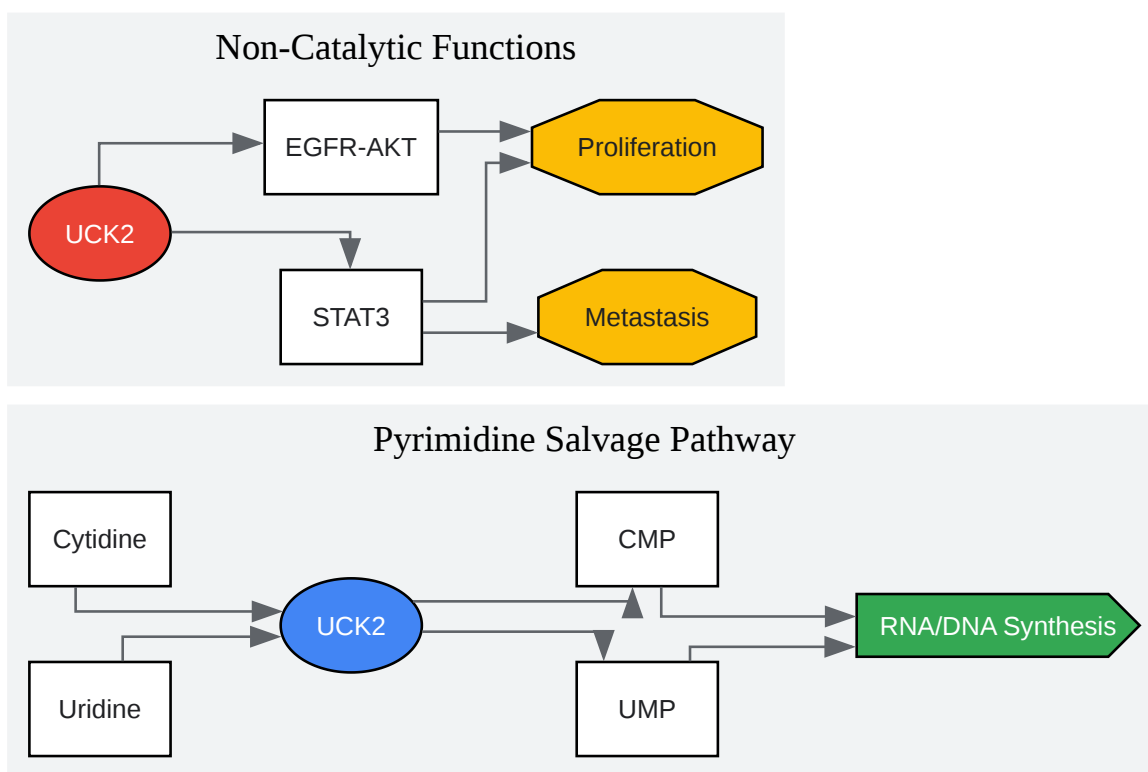 Non-Catalytic Functions
EGFR-AKT
Proliferation
UCK2
STAT3
Metastasis
Pyrimidine Salvage Pathway
Cytidine
CMP
UCK2
RNA/DNA Synthesis
Uridine
UMP